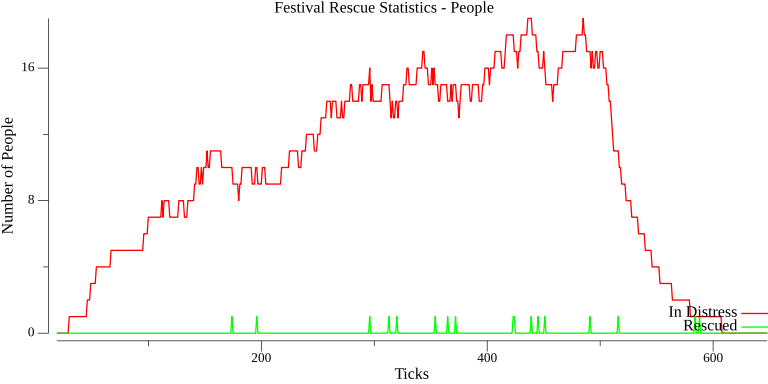 Festival Rescue Statistics - People
Number of People
16
8
0
In Distress
Rescued
200
400
600
Ticks